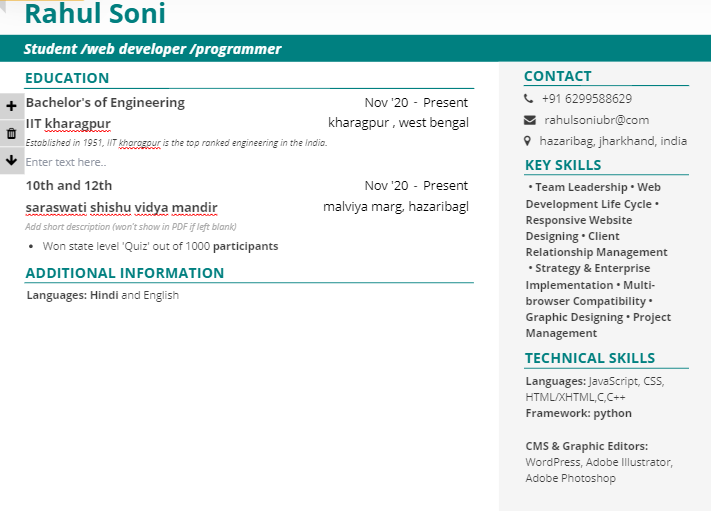 Rahul Soni
Student /web developer /programmer
EDUCATION
Bachelor's of Engineering Nov '20 - Present
IIT kharagpur kharagpur , west bengal
Established in 1951, IIT kharagpur is the top ranked engineering in the India.
Enter text here..
10th and 12th Nov '20 - Present
saraswati shishu vidya mandir malviya marg, hazaribagl
Add short description (won't show in PDF if left blank)
• Won state level 'Quiz' out of 1000 participants
ADDITIONAL INFORMATION
Languages: Hindi and English
CONTACT
+91 6299588629
rahulsoniubr@com
hazaribag, jharkhand, india
KEY SKILLS
• Team Leadership • Web
Development Life Cycle •
Responsive Website
Designing • Client
Relationship Management
• Strategy & Enterprise
Implementation • Multi-
browser Compatibility •
Graphic Designing • Project
Management
TECHNICAL SKILLS
Languages: JavaScript, CSS,
HTML/XHTML,C,C++
Framework: python
CMS & Graphic Editors:
WordPress, Adobe Illustrator,
Adobe Photoshop